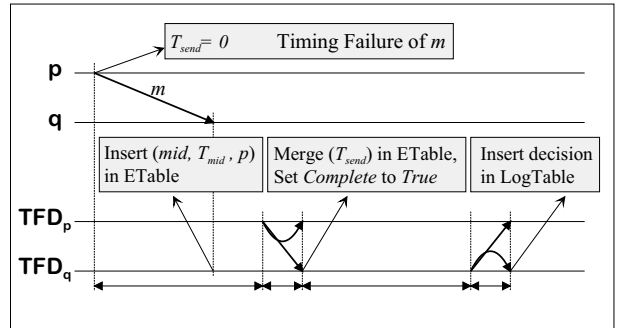 T_send = 0 Timing Failure of m
p
m
q
Insert (mid, T_mid , p)
in ETable
Merge (T_send) in ETable,
Set Complete to True
Insert decision
in LogTable
TFD_p
TFD_q